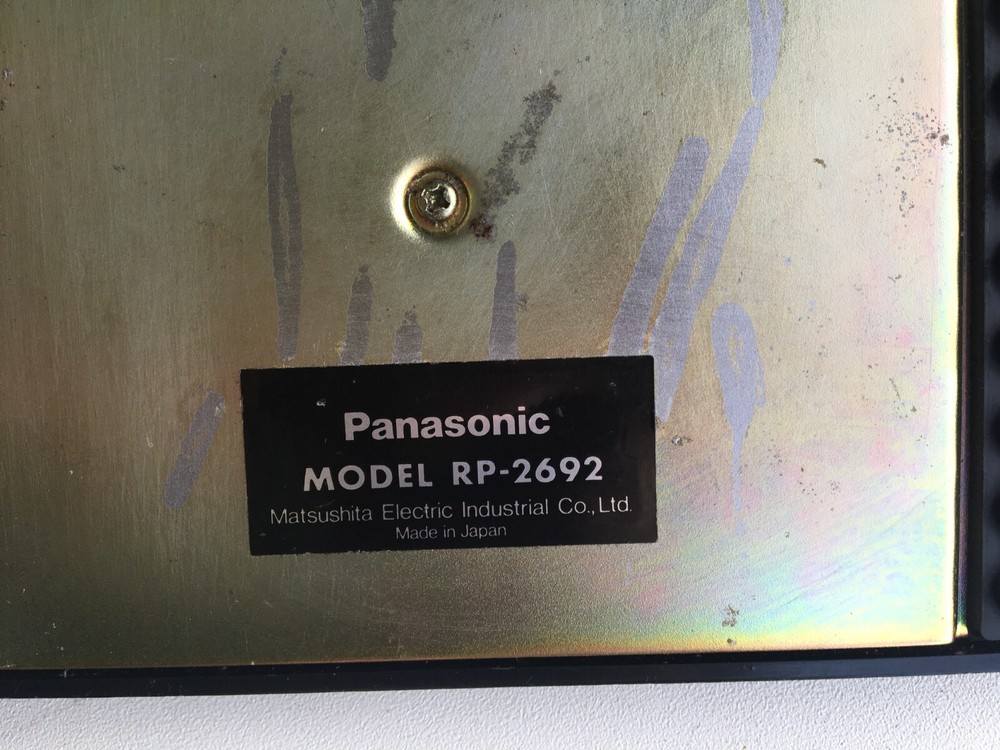 Panasonic
MODEL RP-2692
Matsushita Electric Industrial Co., Ltd.
Made in Japan